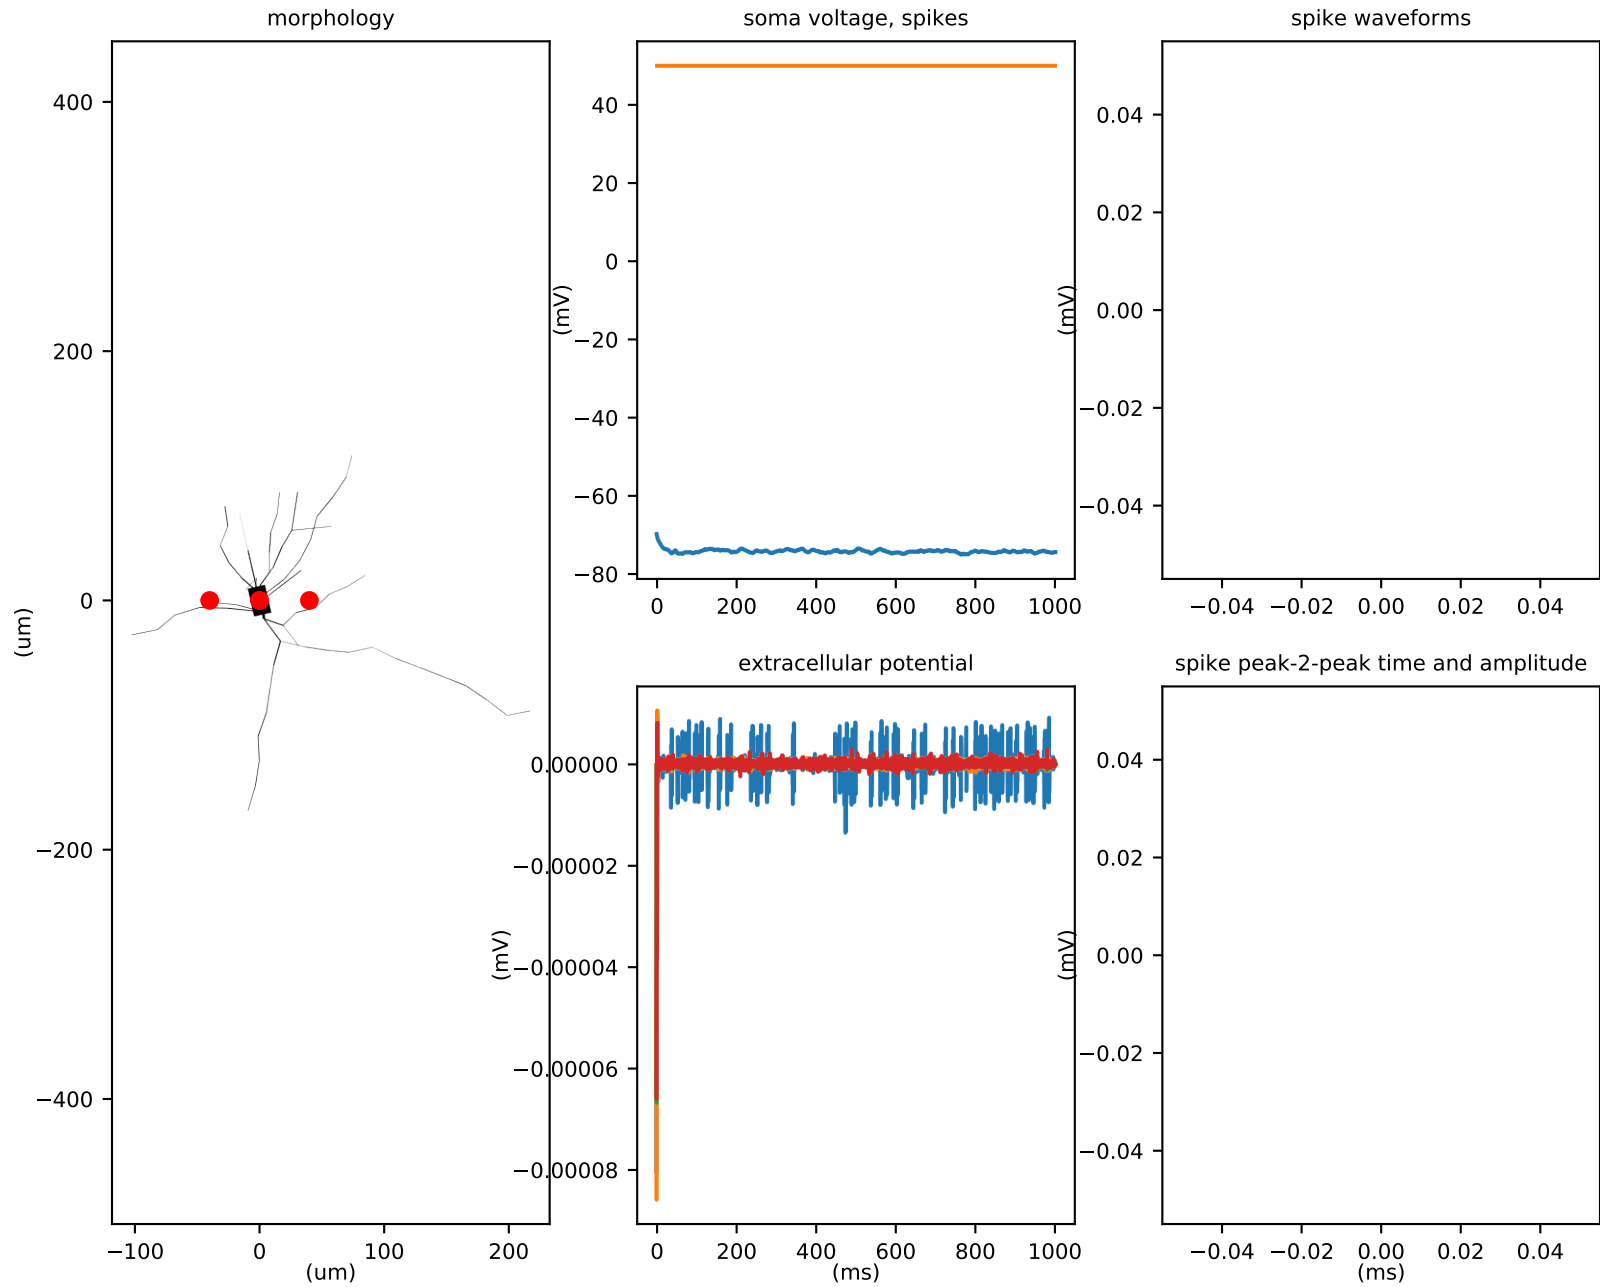 morphology
400
200
0
−200
−400
(um)
−100 0 100 200
(um)
soma voltage, spikes
40
20
0
−20
−40
−60
−80
(mV)
0 200 400 600 800 1000
spike waveforms
0.04
0.02
0.00
−0.02
−0.04
(mV)
−0.04 −0.02 0.00 0.02 0.04
extracellular potential
0.00000
−0.00002
−0.00004
−0.00006
−0.00008
(mV)
0 200 400 600 800 1000
(ms)
spike peak-2-peak time and amplitude
0.04
0.02
0.00
−0.02
−0.04
(mV)
−0.04 −0.02 0.00 0.02 0.04
(ms)